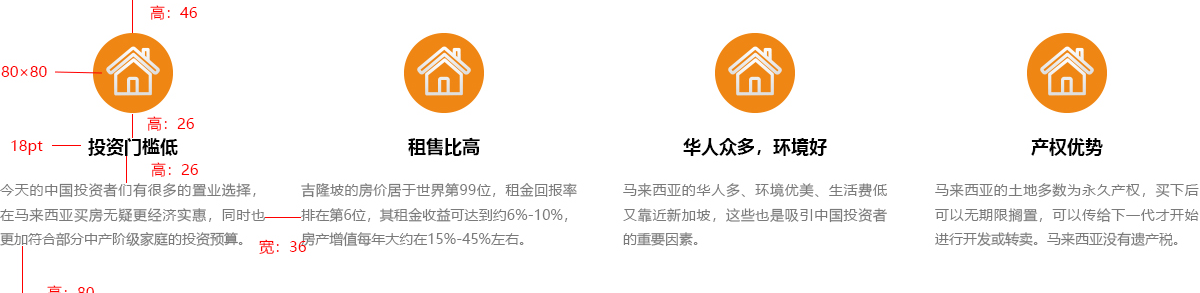 高：46
80×80
高：26
18pt
投资门槛低
租售比高
华人众多，环境好
产权优势
高：26
今天的中国投资者们有很多的置业选择，
在马来西亚买房无疑更经济实惠，同时也
更加符合部分中产阶级家庭的投资预算。
吉隆坡的房价居于世界第99位，租金回报率
排在第6位，其租金收益可达到约6%-10%，
房产增值每年大约在15%-45%左右。
马来西亚的华人多、环境优美、生活费低
又靠近新加坡，这些也是吸引中国投资者
的重要因素。
马来西亚的土地多数为永久产权，买下后
可以无期限搁置，可以传给下一代才开始
进行开发或转卖。马来西亚没有遗产税。
宽：36
高：80